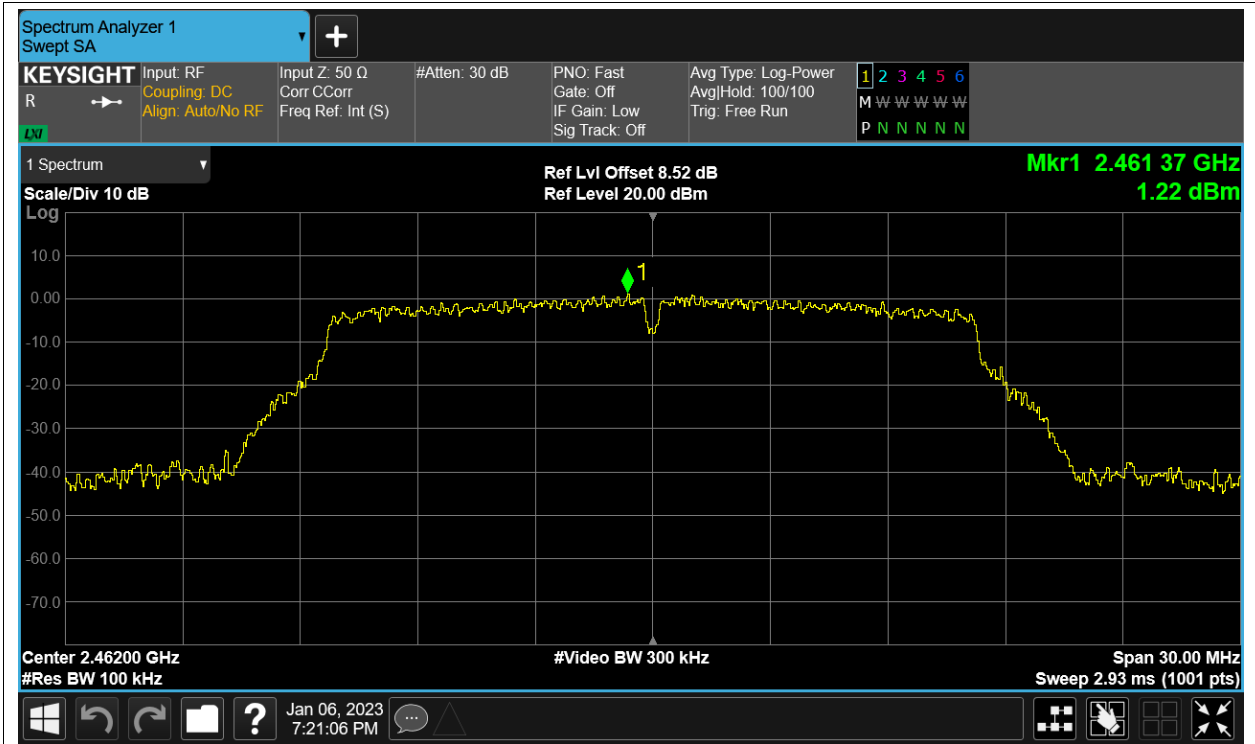 Spectrum Analyzer 1
Swept SA
+
KEYSIGHT
R
LXI
Input: RF
Coupling: DC
Align: Auto/No RF
Input Z: 50 Ω
Corr CCorr
Freq Ref: Int (S)
#Atten: 30 dB
PNO: Fast
Gate: Off
IF Gain: Low
Sig Track: Off
Avg Type: Log-Power
Avg|Hold: 100/100
Trig: Free Run
1 2 3 4 5 6
M W W W W W
P N N N N N
1 Spectrum
Scale/Div 10 dB
Ref Lvl Offset 8.52 dB
Ref Level 20.00 dBm
Mkr1 2.461 37 GHz
1.22 dBm
Log
10.0
0.00
-10.0
-20.0
-30.0
-40.0
-50.0
-60.0
-70.0
1
Center 2.46200 GHz
#Res BW 100 kHz
#Video BW 300 kHz
Span 30.00 MHz
Sweep 2.93 ms (1001 pts)
?
Jan 06, 2023
7:21:06 PM